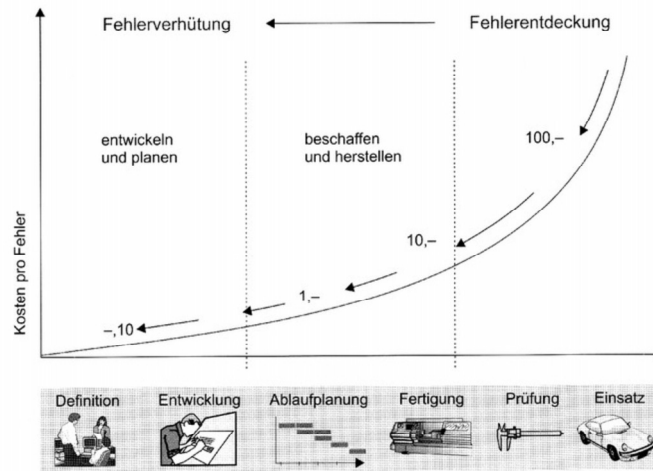 Fehlerverhütung
Fehlerentdeckung
entwickeln
und planen
beschaffen
und herstellen
100,–
10,–
1,–
–,10
Kosten pro Fehler
Definition
Entwicklung
Ablaufplanung
Fertigung
Prüfung
Einsatz